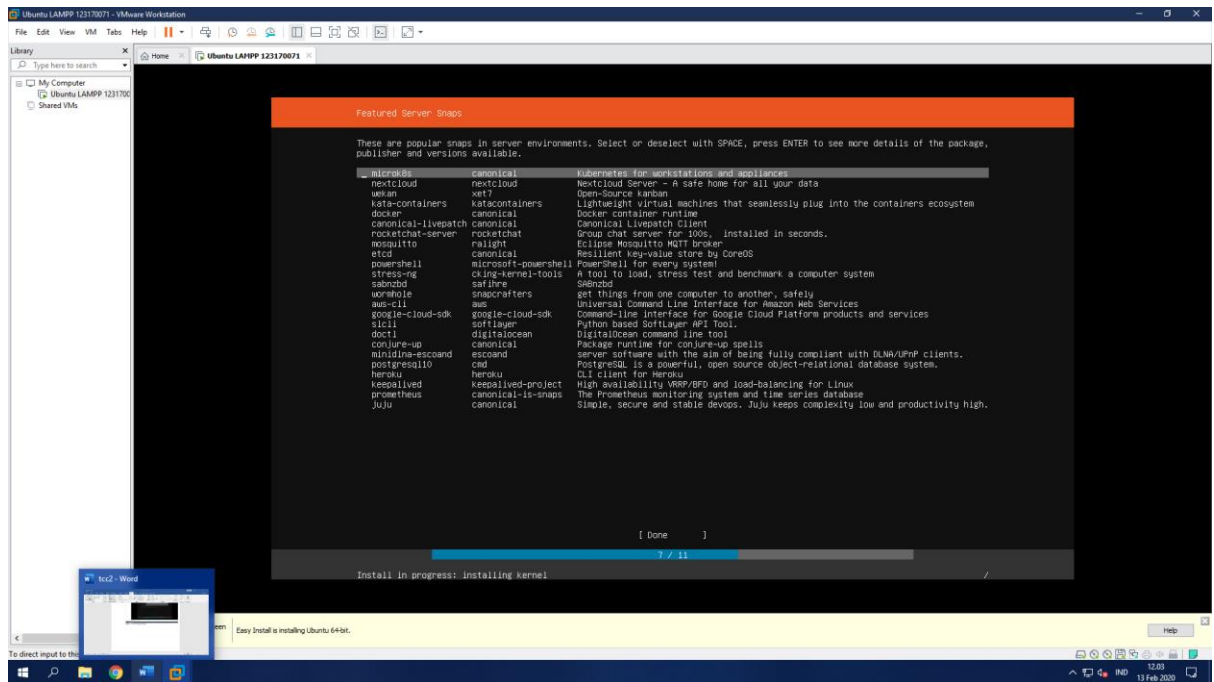 Ubuntu LAMPP 123170071 - VMware Workstation
File Edit View VM Tabs Help
Library
Type here to search
Home
Ubuntu LAMPP 123170071
My Computer
Ubuntu LAMPP 1231700
Shared VMs
Featured Server Snaps
These are popular snaps in server environments. Select or deselect with SPACE, press ENTER to see more details of the package,
publisher and versions available.
microk8s canonical Kubernetes for workstations and appliances
nextcloud nextcloud Nextcloud Server - A safe home for all your data
wekan xet7 Open-Source kanban
kata-containers katacontainers Lightweight virtual machines that seamlessly plug into the containers ecosystem
docker canonical Docker container runtime
canonical-livepatch canonical Canonical Livepatch Client
rocketchat-server rocketchat Group chat server for 100s, installed in seconds.
mosquitto ralight Eclipse Mosquitto MQTT broker
etcd canonical Resilient key-value store by CoreOS
powershell microsoft-powershell PowerShell for every system!
stress-ng cking-kernel-tools A tool to load, stress test and benchmark a computer system
sabnzbd safihre SABnzbd
wormhole snapcrafters get things from one computer to another, safely
aws-cli aws Universal Command Line Interface for Amazon Web Services
google-cloud-sdk google-cloud-sdk Command-line interface for Google Cloud Platform products and services
slcli softlayer Python based SoftLayer API Tool.
doctl digitalocean DigitalOcean command line tool
conjure-up canonical Package runtime for conjure-up spells
minidlna-escoand escoand server software with the aim of being fully compliant with DLNA/UPnP clients.
postgresql10 cmd PostgreSQL is a powerful, open source object-relational database system.
heroku heroku CLI client for Heroku
keepalived keepalived-project High availability VRRP/BFD and load-balancing for Linux
prometheus canonical-is-snaps The Prometheus monitoring system and time series database
juju canonical Simple, secure and stable devops. Juju keeps complexity low and productivity high.
[ Done ]
7 / 11
Install in progress: installing kernel /
tcc2 - Word
een
Easy Install is installing Ubuntu 64-bit.
Help
To direct input to this
IND
12.03
13 Feb 2020